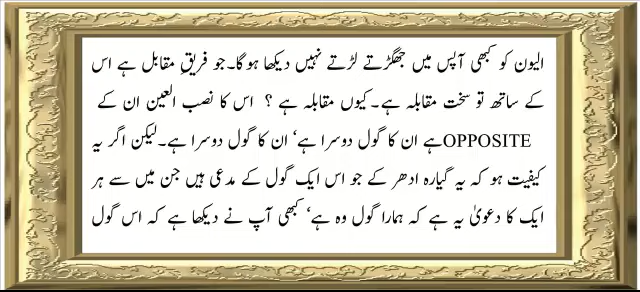 الیون کو کبھی آپس میں جھگڑتے لڑتے نہیں دیکھا ہوگا۔جو فریقِ مقابل ہے اس
کے ساتھ تو سخت مقابلہ ہے۔کیوں مقابلہ ہے ؟ اس کا نصب العین ان کے
OPPOSITEہے ان کا گول دوسرا ہے‘ ان کا گول دوسرا ہے۔لیکن اگر یہ
کیفیت ہو کہ یہ گیارہ ادھر کے جو اس ایک گول کے مدعی ہیں جن میں سے ہر
ایک کا دعویٰ یہ ہے کہ ہمارا گول وہ ہے‘ کبھی آپ نے دیکھا ہے کہ اس گول